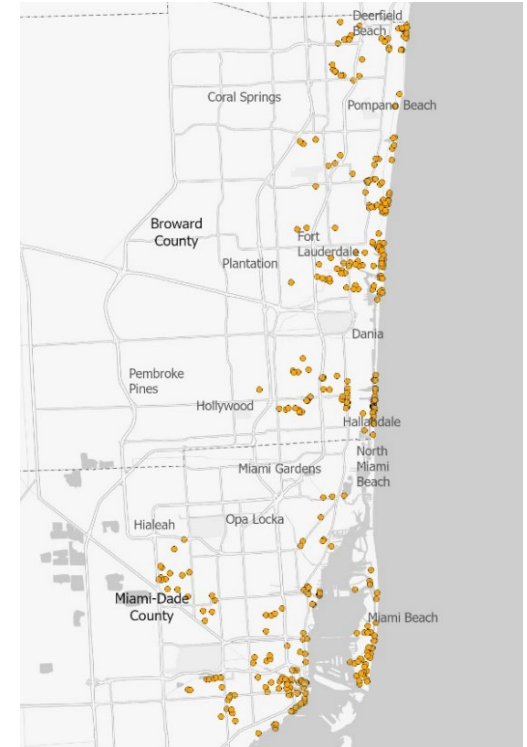 Deerfield
Beach
Coral Springs
Pompano Beach
Broward
County
Fort
Lauderdale
Plantation
Dania
Pembroke
Pines
Hollywood
Hallandale
North
Miami
Beach
Miami Gardens
Opa Locka
Hialeah
Miami-Dade
County
Miami Beach